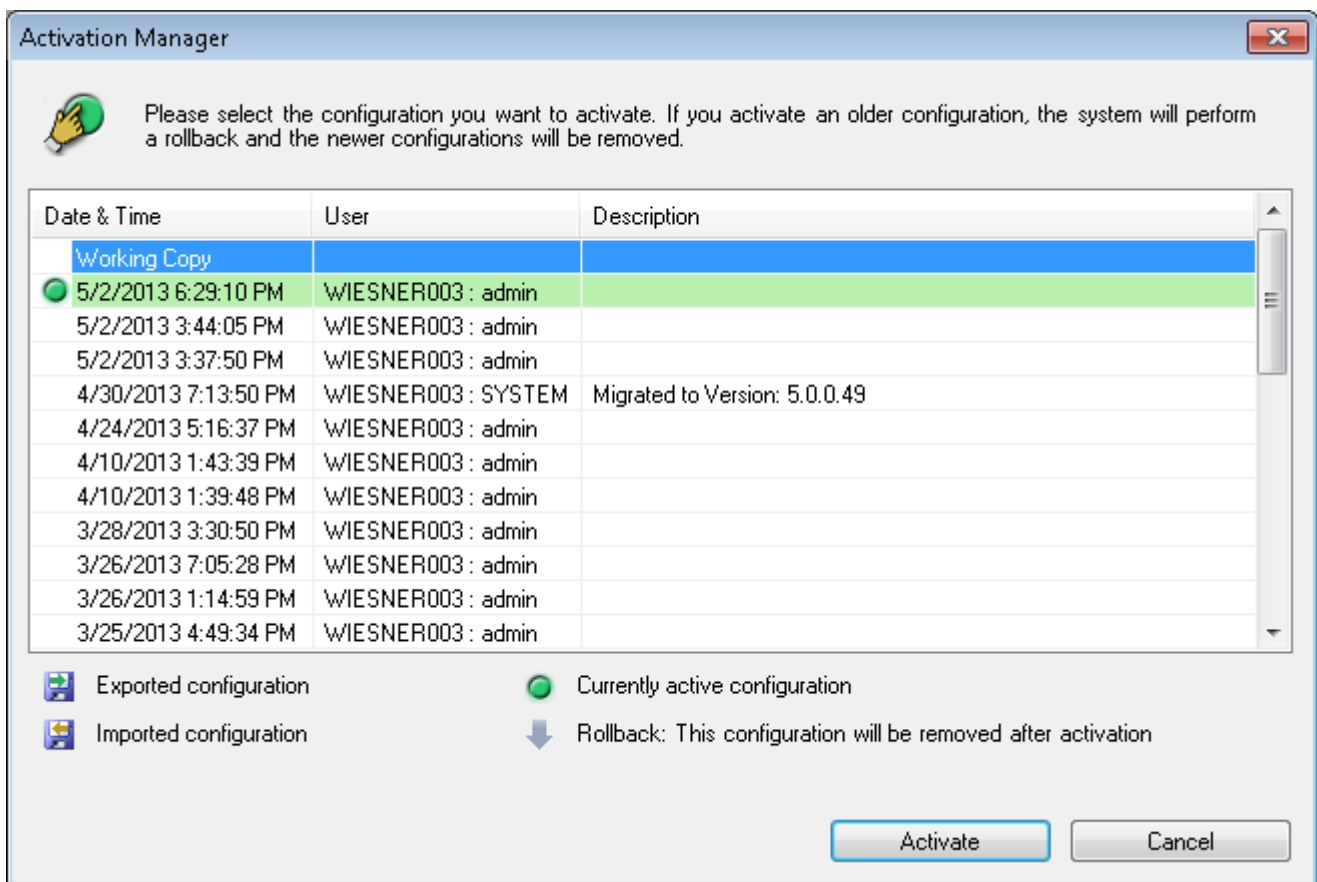 Activation Manager
Please select the configuration you want to activate. If you activate an older configuration, the system will perform
a rollback and the newer configurations will be removed.
Date & Time User Description
Working Copy
5/2/2013 6:29:10 PM WIESNER003 : admin
5/2/2013 3:44:05 PM WIESNER003 : admin
5/2/2013 3:37:50 PM WIESNER003 : admin
4/30/2013 7:13:50 PM WIESNER003 : SYSTEM Migrated to Version: 5.0.0.49
4/24/2013 5:16:37 PM WIESNER003 : admin
4/10/2013 1:43:39 PM WIESNER003 : admin
4/10/2013 1:39:48 PM WIESNER003 : admin
3/28/2013 3:30:50 PM WIESNER003 : admin
3/26/2013 7:05:28 PM WIESNER003 : admin
3/26/2013 1:14:59 PM WIESNER003 : admin
3/25/2013 4:49:34 PM WIESNER003 : admin
Exported configuration Currently active configuration
Imported configuration Rollback: This configuration will be removed after activation
Activate Cancel